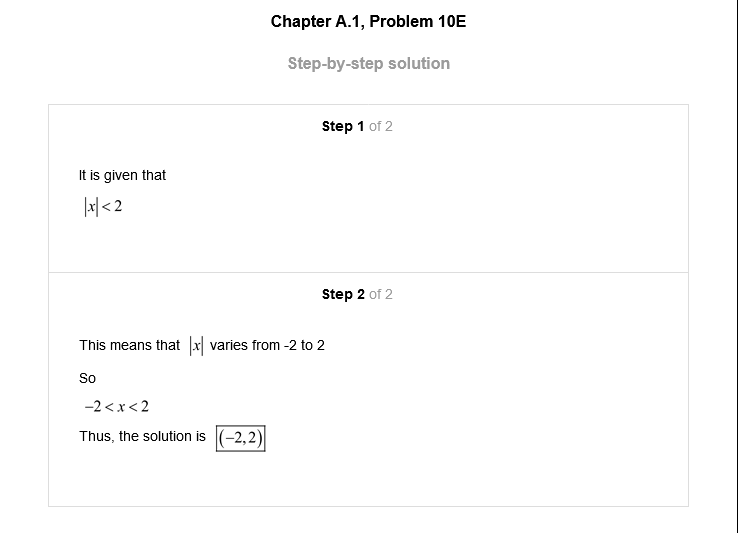 Chapter A.1, Problem 10E
Step-by-step solution
Step 1 of 2
It is given that
|x| < 2
Step 2 of 2
This means that |x| varies from -2 to 2
So
−2 < x < 2
Thus, the solution is (−2,2)